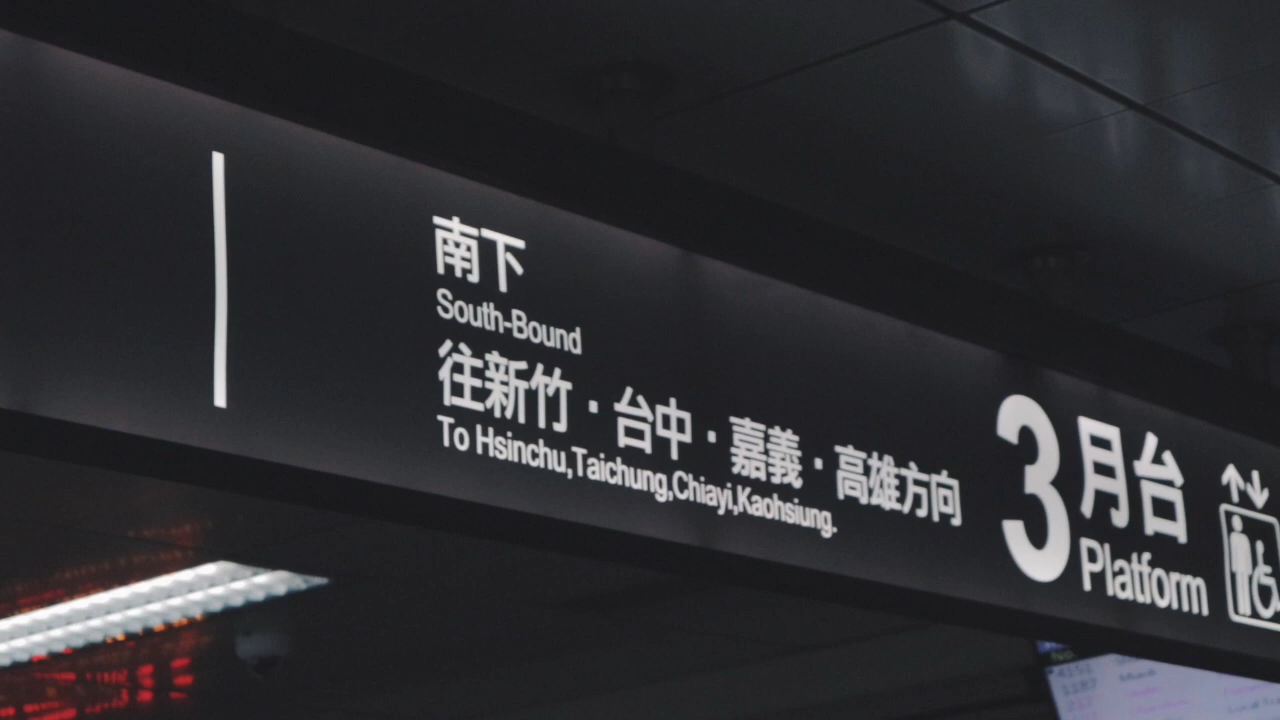 南下
South-Bound
往新竹·台中·嘉義·高雄方向
To Hsinchu,Taichung,Chiayi,Kaohsiung.
3月台
Platform